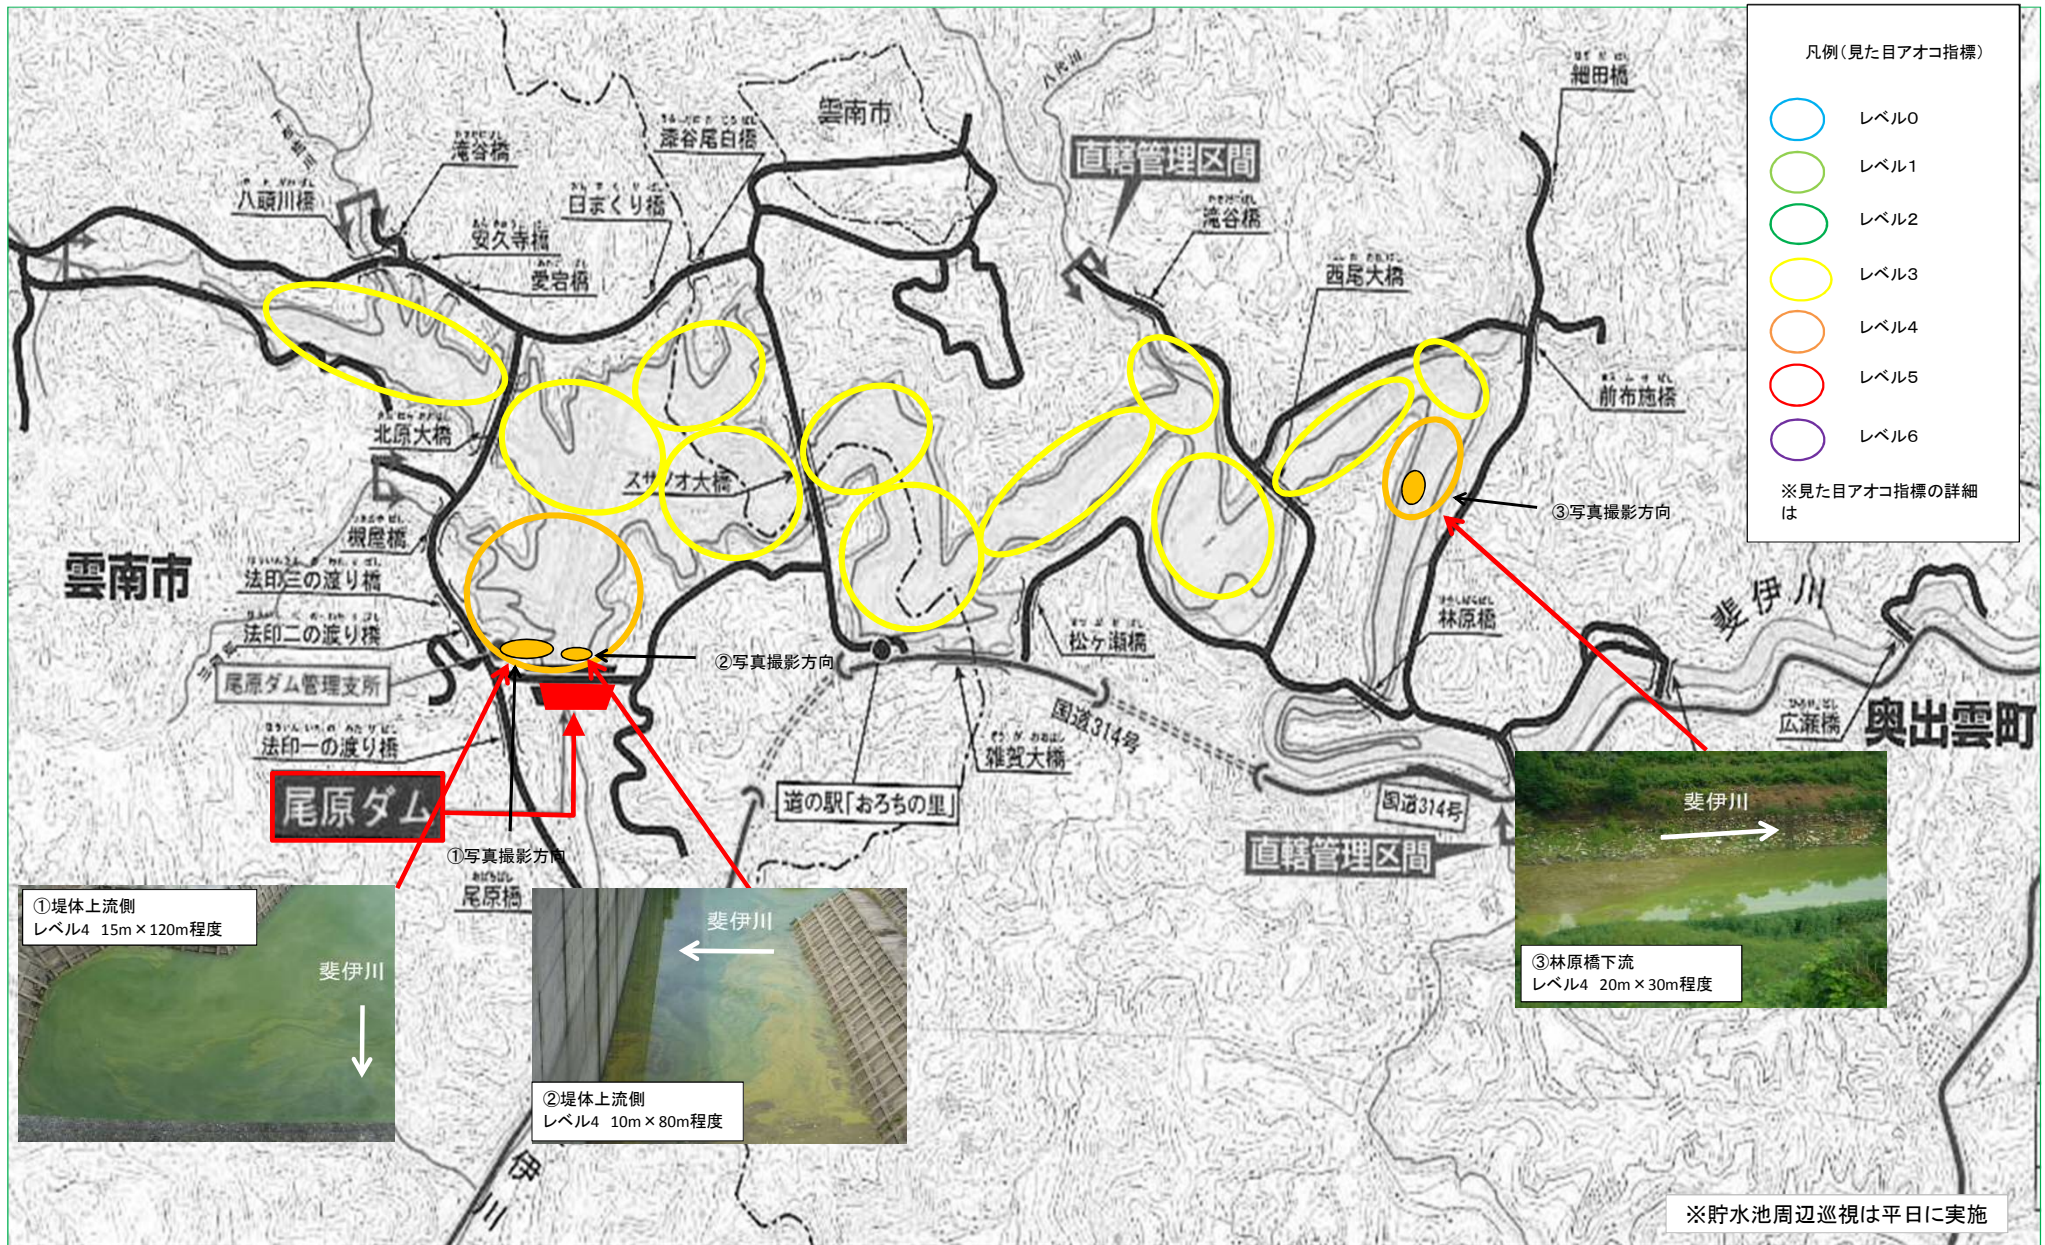 凡例(見た目アオコ指標)
レベル0
レベル1
レベル2
レベル3
レベル4
レベル5
レベル6
※見た目アオコ指標の詳細
は
細田橋
八代川
雲南市
直轄管理区間
滝谷橋
漆谷尾白橋
八頭川橋
日まくり橋
滝谷橋
安久寺橋
愛宕橋
西尾大橋
前布施橋
北原大橋
スサノオ大橋
③写真撮影方向
槻屋橋
雲南市
法印三の渡り橋
法印二の渡り橋
斐伊川
林原橋
松ヶ瀬橋
②写真撮影方向
尾原ダム管理支所
国道314号
広瀬橋
奥出雲町
法印一の渡り橋
雑賀大橋
尾原ダム
道の駅「おろちの里」
国道314号
直轄管理区間
①写真撮影方向
尾原橋
①堤体上流側
レベル4 15m×120m程度
斐伊川
斐伊川
②堤体上流側
レベル4 10m×80m程度
斐伊川
③林原橋下流
レベル4 20m×30m程度
伊
川
※貯水池周辺巡視は平日に実施